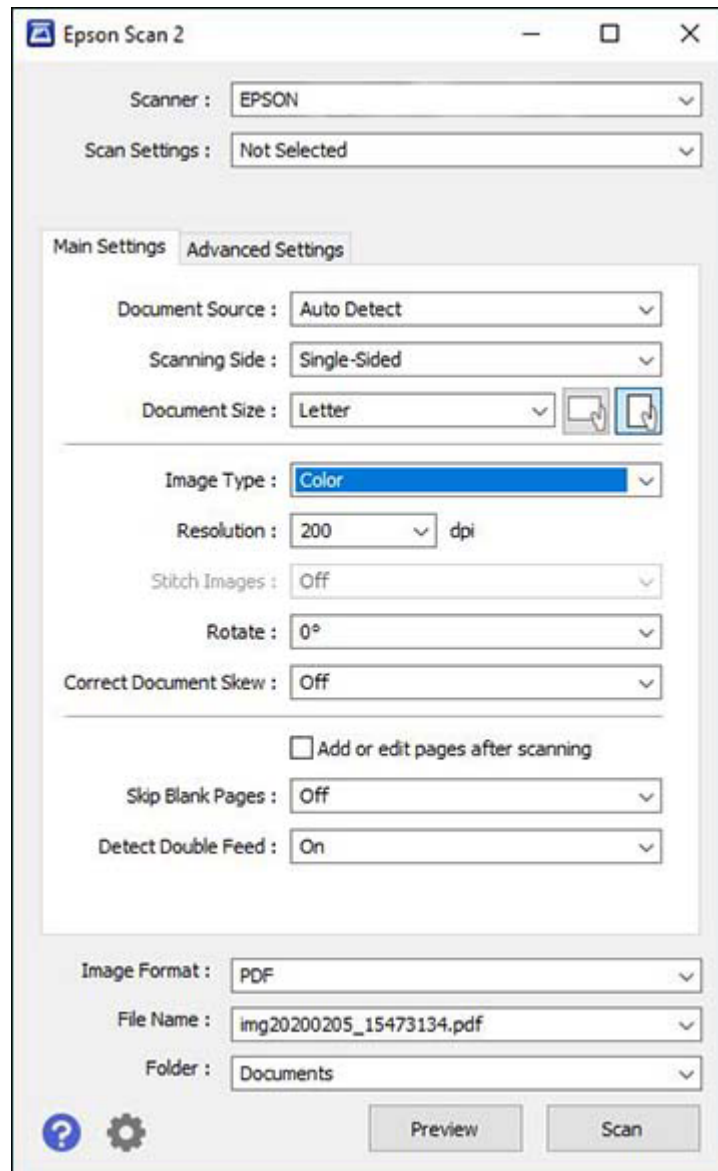 Epson Scan 2
Scanner : EPSON
Scan Settings : Not Selected
Main Settings Advanced Settings
Document Source : Auto Detect
Scanning Side : Single-Sided
Document Size : Letter
Image Type : Color
Resolution : 200 dpi
Stitch Images : Off
Rotate : 0°
Correct Document Skew : Off
Add or edit pages after scanning
Skip Blank Pages : Off
Detect Double Feed : On
Image Format : PDF
File Name : img20200205_15473134.pdf
Folder : Documents
? Preview Scan